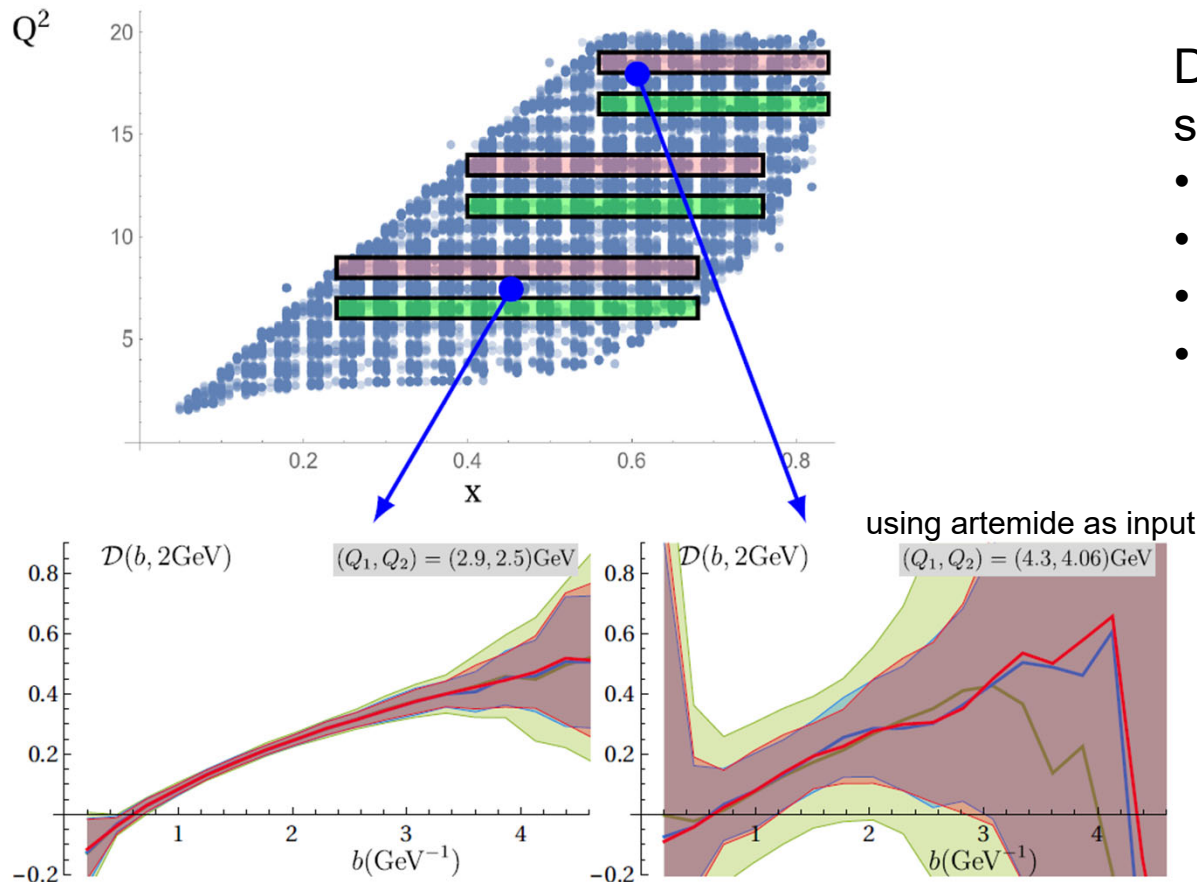 Q²
20
15
10
5
0.2 0.4 0.6 0.8
x
D
s
•
•
•
•
using artemide as input
𝒟(b, 2GeV)
(Q₁, Q₂) = (2.9, 2.5)GeV
0.8
0.6
0.4
0.2
−0.2
1 2 3 4
b(GeV⁻¹)
𝒟(b, 2GeV)
(Q₁, Q₂) = (4.3, 4.06)GeV
0.8
0.6
0.4
0.2
−0.2
1 2 3 4
b(GeV⁻¹)